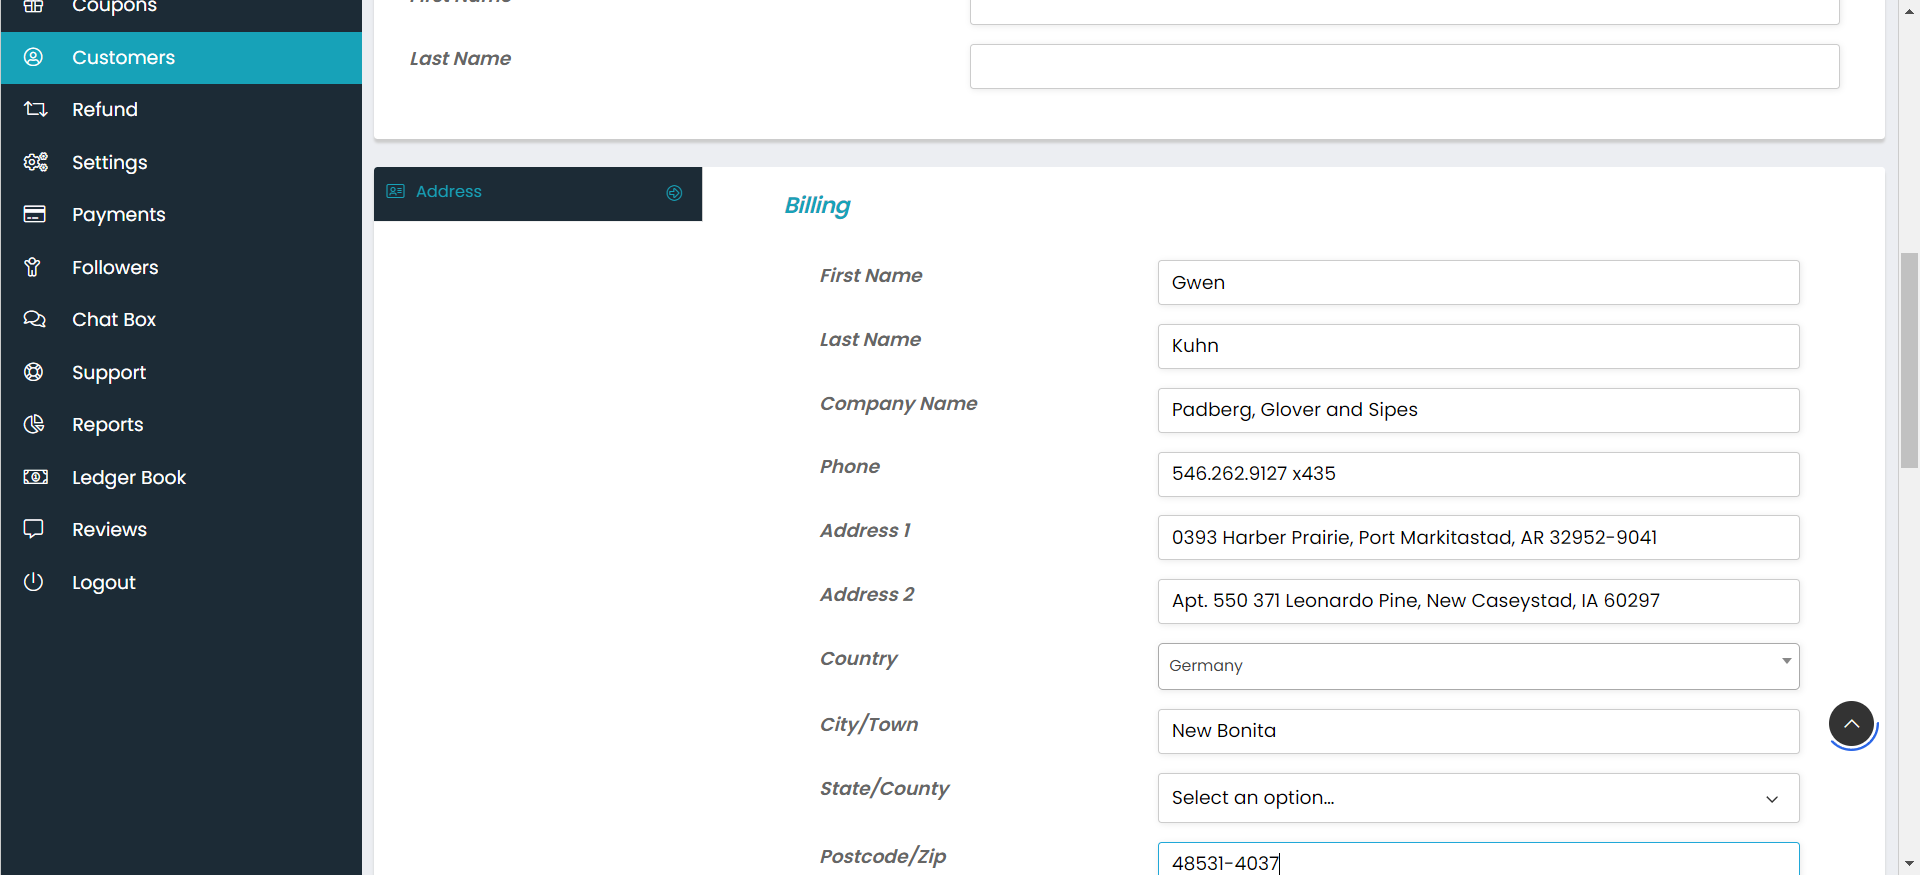 Coupons
Customers
Refund
Settings
Payments
Followers
Chat Box
Support
Reports
Ledger Book
Reviews
Logout
First Name
Last Name
Address
Billing
First Name
Gwen
Last Name
Kuhn
Company Name
Padberg, Glover and Sipes
Phone
546.262.9127 x435
Address 1
0393 Harber Prairie, Port Markitastad, AR 32952-9041
Address 2
Apt. 550 371 Leonardo Pine, New Caseystad, IA 60297
Country
Germany
City/Town
New Bonita
State/County
Select an option...
Postcode/Zip
48531-4037